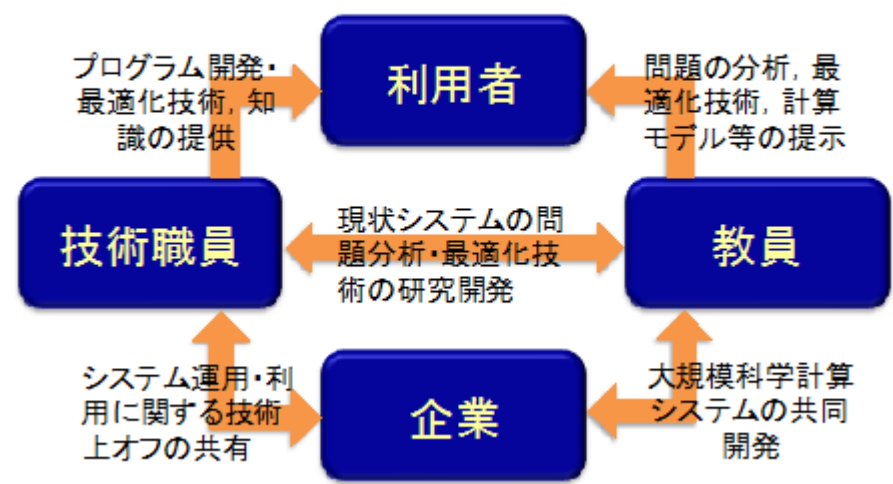 利用者
プログラム開発・
最適化技術, 知
識の提供
問題の分析, 最
適化技術, 計算
モデル等の提示
技術職員
現状システムの問
題分析・最適化技
術の研究開発
教員
システム運用・利
用に関する技術
上オフの共有
企業
大規模科学計算
システムの共同
開発